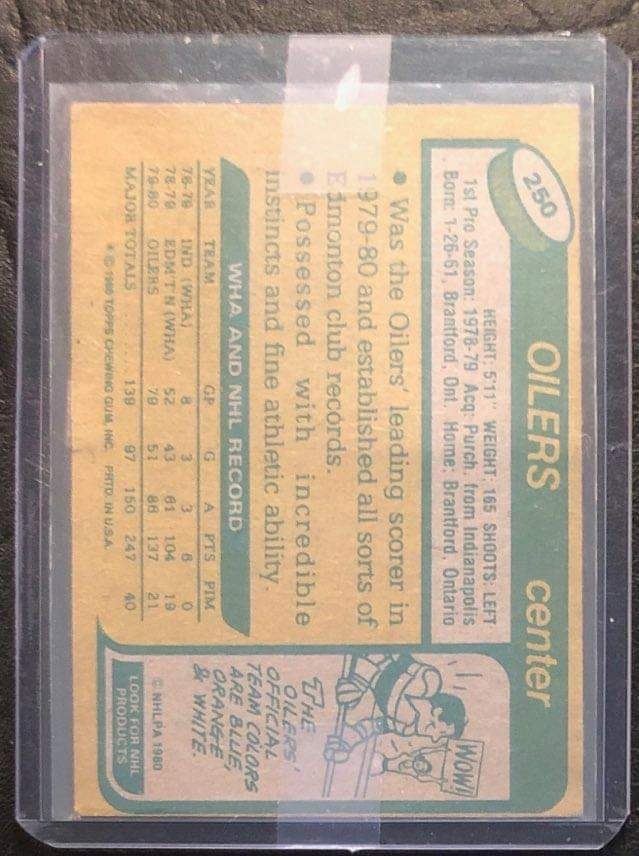 250
OILERS center
HEIGHT: 5'11" WEIGHT: 165 SHOOTS: LEFT
1st Pro Season: 1978-79 Acq: Purch. from Indianapolis
Born: 1-26-61, Brantford, Ont. Home: Brantford, Ontario
● Was the Oilers' leading scorer in
1979-80 and established all sorts of
Edmonton club records.
● Possessed with incredible
instincts and fine athletic ability.
WHA AND NHL RECORD
YEAR TEAM GP G A PTS PIM
78-79 IND (WHA) 8 3 3 6 0
78-79 EDMT'N (WHA) 52 43 61 104 19
79-80 OILERS 79 51 86 137 21
MAJOR TOTALS 139 97 150 247 40
* © 1980 TOPPS CHEWING GUM, INC. PRTD. IN U.S.A.
WOW!
THE
OILERS'
OFFICIAL
TEAM COLORS
ARE BLUE,
ORANGE
& WHITE.
© NHLPA 1980
LOOK FOR NHL
PRODUCTS